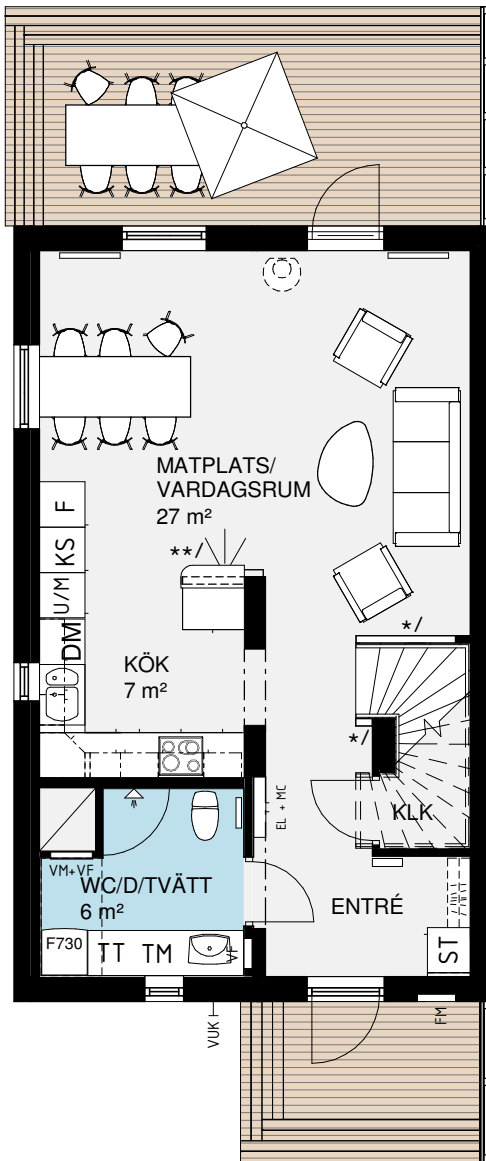 MATPLATS/
VARDAGSRUM
27 m²
**/
F
KS
U/M
DM
KÖK
7 m²
*/
*/
EL + MC
KLK
VM+VF
WC/D/TVÄTT
6 m²
ENTRÉ
F730
TT
TM
VF
ST
VUK
FM